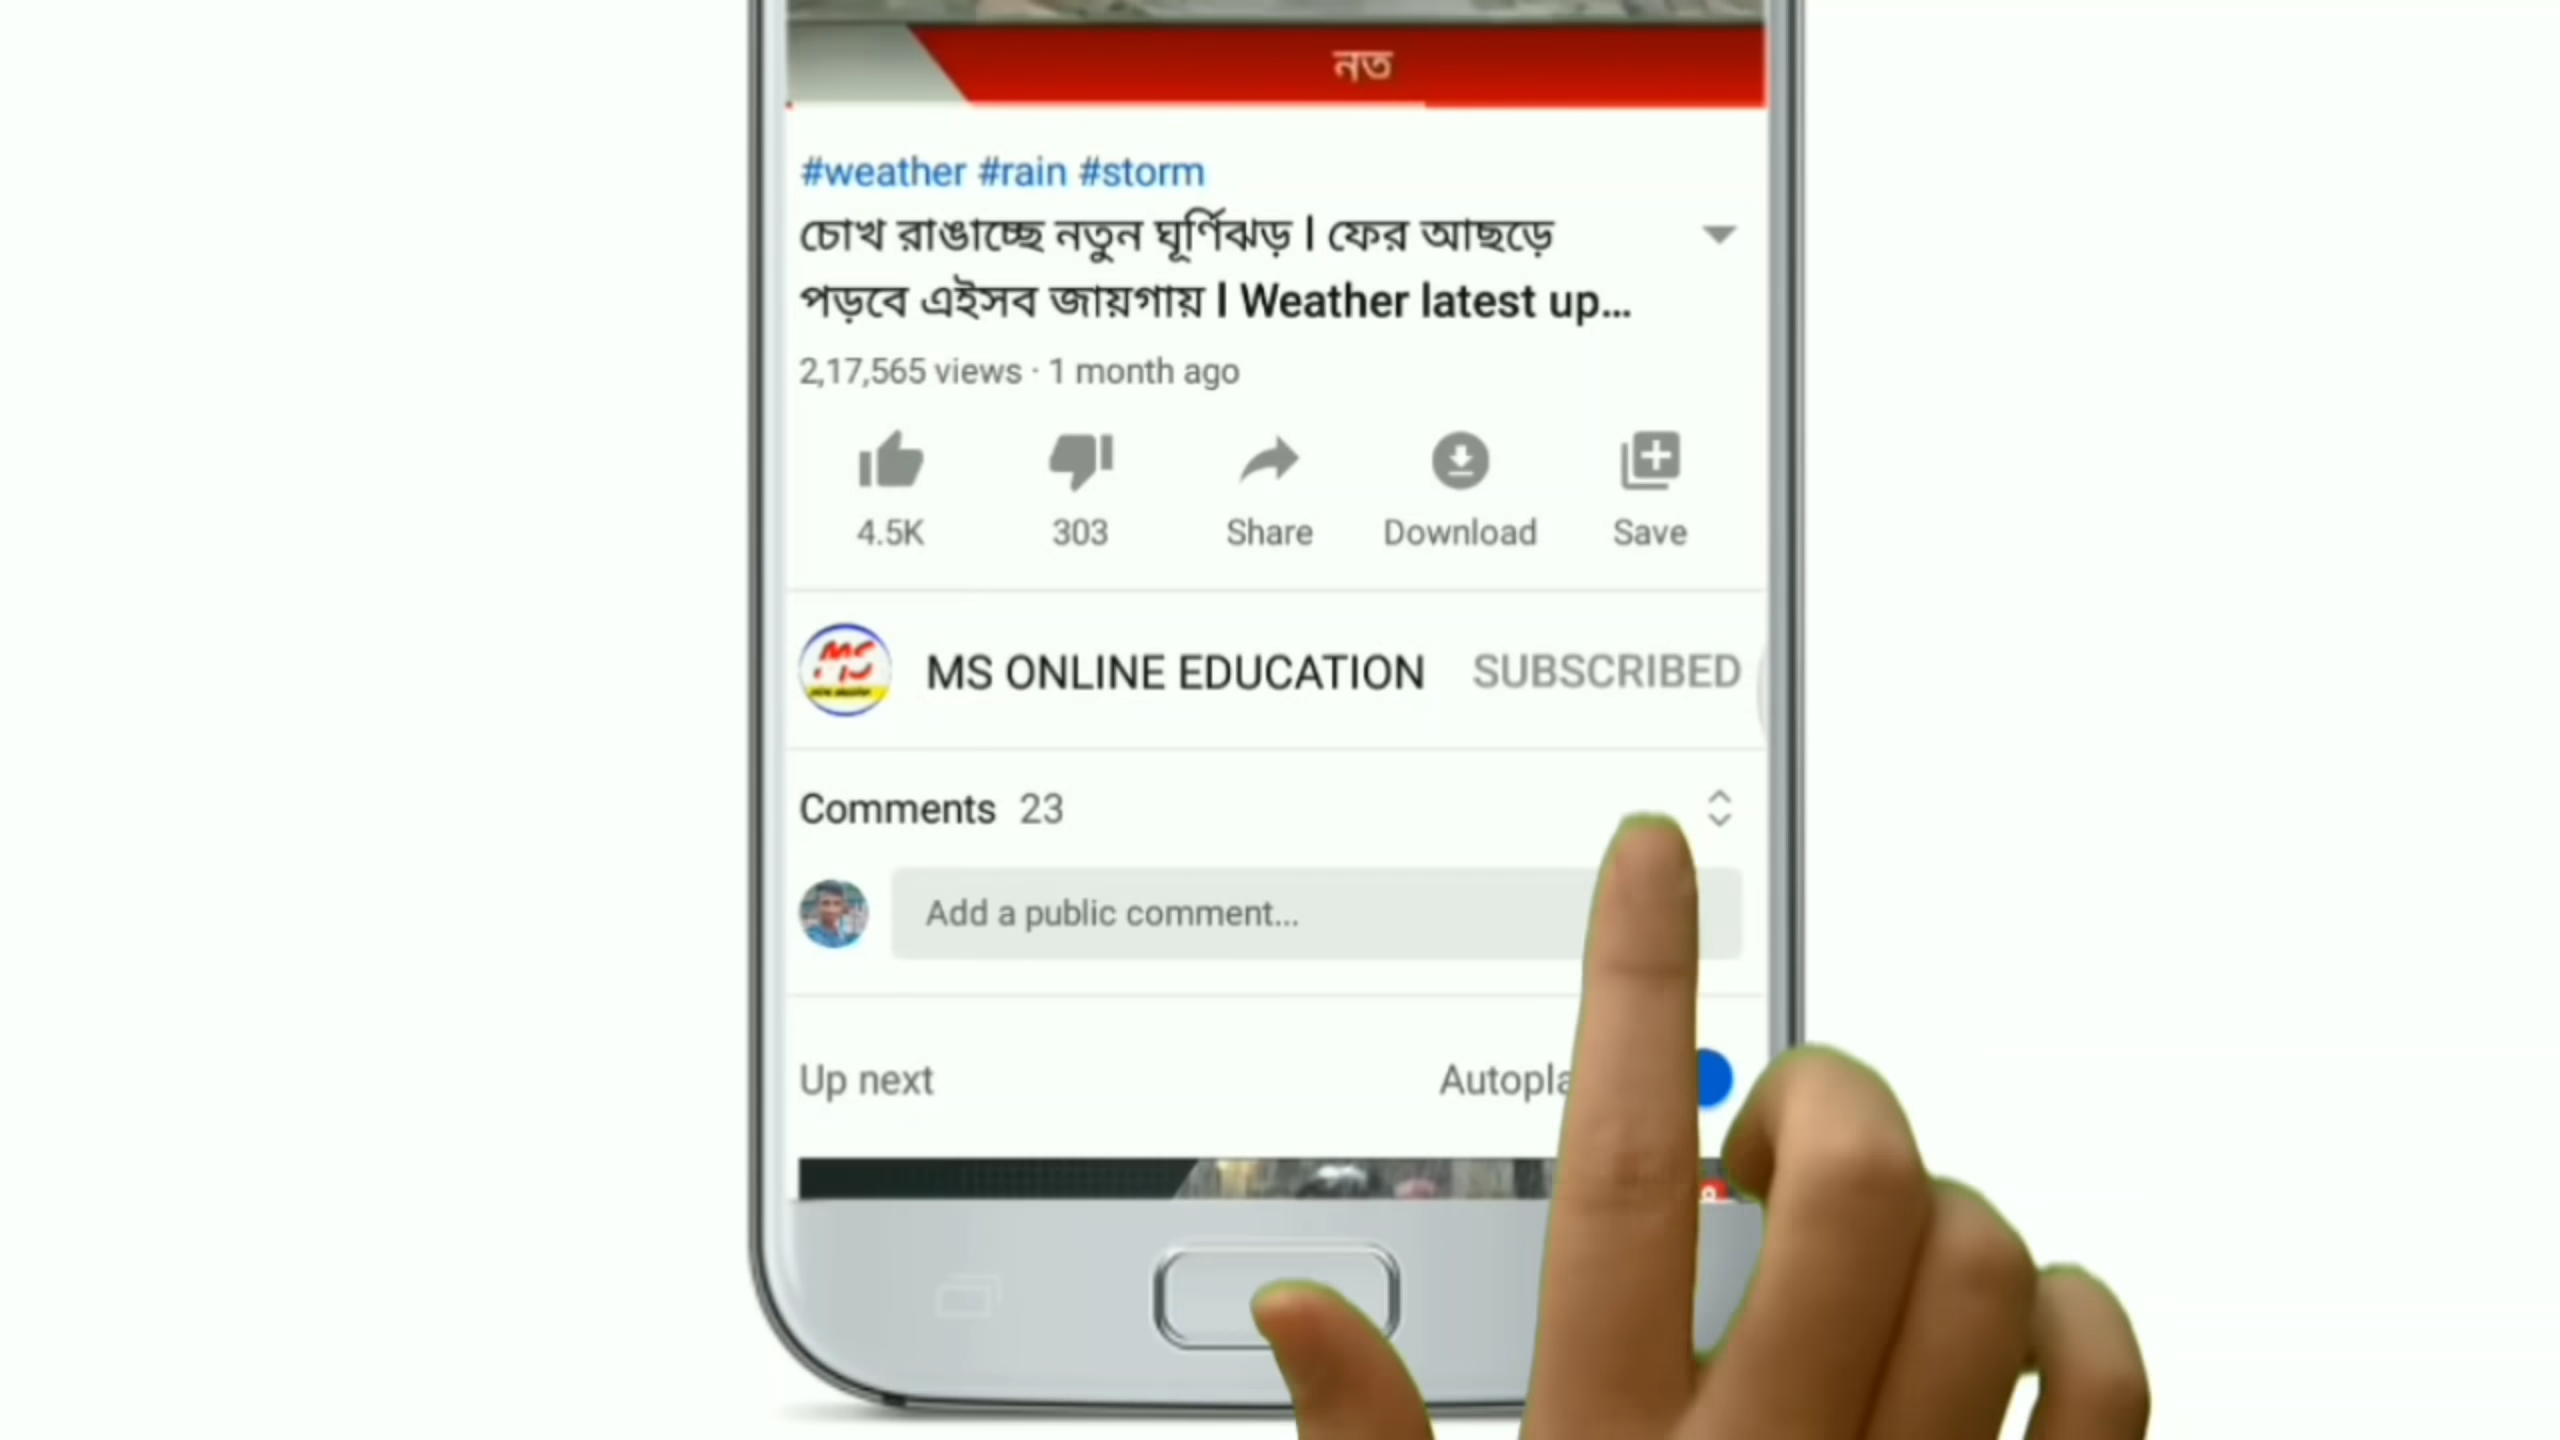 নত
#weather #rain #storm
চোখ রাঙাচ্ছে নতুন ঘূর্ণিঝড় l ফের আছড়ে
পড়বে এইসব জায়গায় l Weather latest up...
2,17,565 views · 1 month ago
4.5K 303 Share Download Save
MS ONLINE EDUCATION SUBSCRIBED
Comments 23
Add a public comment...
Up next